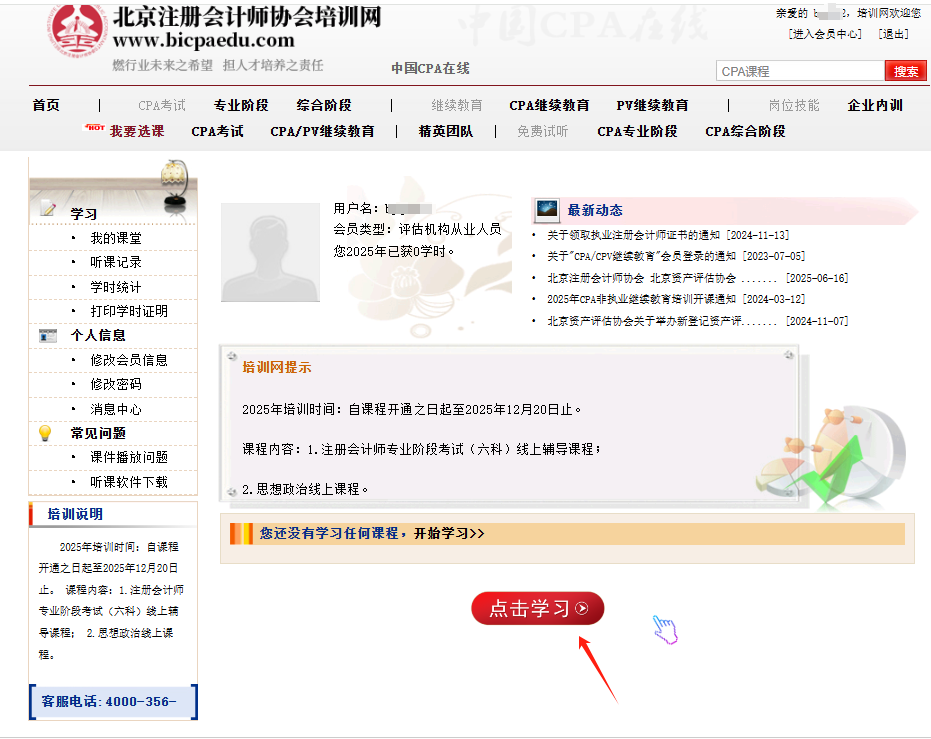 北京注册会计师协会培训网
www.bicpaedu.com
燃行业未来之希望 担人才培养之责任
中国CPA在线
中国CPA在线
亲爱的 2，培训网欢迎您
[进入会员中心] [退出]
CPA课程
搜索
首页 | CPA考试 专业阶段 综合阶段 | 继续教育 CPA继续教育 PV继续教育 | 岗位技能 企业内训
HOT 我要选课 CPA考试 CPA/PV继续教育 | 精英团队 | 免费试听 CPA专业阶段 CPA综合阶段
学习
· 我的课堂
· 听课记录
· 学时统计
· 打印学时证明
个人信息
· 修改会员信息
· 修改密码
· 消息中心
常见问题
· 课件播放问题
· 听课软件下载
培训说明
2025年培训时间：自课程
开通之日起至2025年12月20日
止。 课程内容：1.注册会计师
专业阶段考试（六科）线上辅
导课程； 2.思想政治线上课
程。
客服电话: 4000-356-
用户名：
会员类型：评估机构从业人员
您2025年已获0学时。
最新动态
· 关于领取执业注册会计师证书的通知 [2024-11-13]
· 关于"CPA/CPV继续教育"会员登录的通知 [2023-07-05]
· 北京注册会计师协会 北京资产评估协会 ....... [2025-06-16]
· 2025年CPA非执业继续教育培训开课通知 [2024-03-12]
· 北京资产评估协会关于举办新登记资产评....... [2024-11-07]
培训网提示
2025年培训时间：自课程开通之日起至2025年12月20日止。
课程内容：1.注册会计师专业阶段考试（六科）线上辅导课程；
2.思想政治线上课程。
您还没有学习任何课程，开始学习>>
点击学习